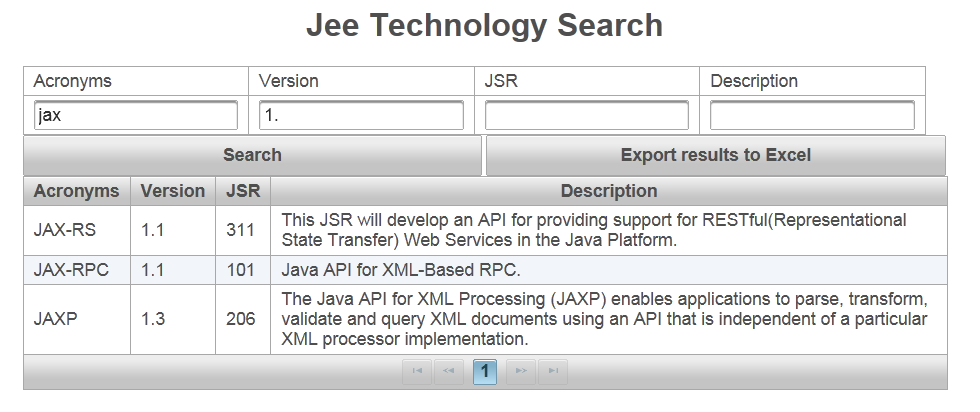 Jee Technology Search
Acronyms Version JSR Description
jax 1.
Search Export results to Excel
Acronyms Version JSR Description
JAX-RS 1.1 311 This JSR will develop an API for providing support for RESTful(Representational
State Transfer) Web Services in the Java Platform.
JAX-RPC 1.1 101 Java API for XML-Based RPC.
JAXP 1.3 206 The Java API for XML Processing (JAXP) enables applications to parse, transform,
validate and query XML documents using an API that is independent of a particular
XML processor implementation.
1